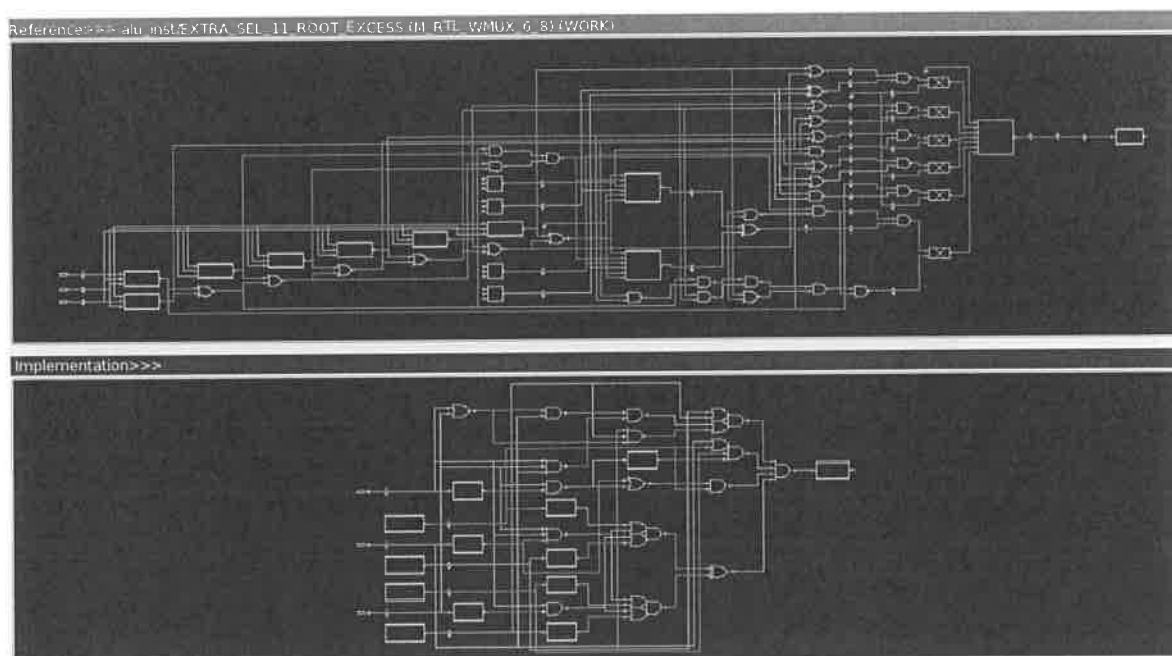 Reference>>> alu_inst/EXTRA_SEL_11_ROOT_EXCESS (M_RTL_WMUX_6_8) (WORK)
Implementation>>>